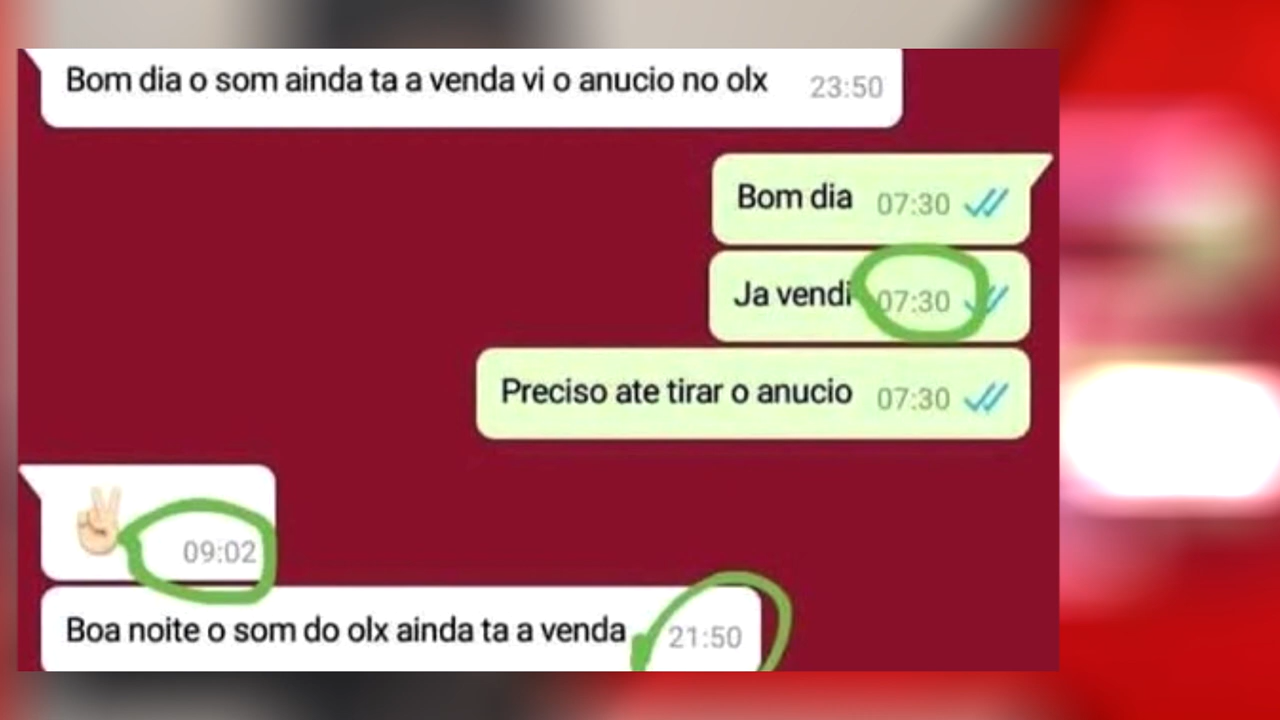 Bom dia o som ainda ta a venda vi o anucio no olx 23:50
Bom dia 07:30
Ja vendi 07:30
Preciso ate tirar o anucio 07:30
✌🏻 09:02
Boa noite o som do olx ainda ta a venda 21:50